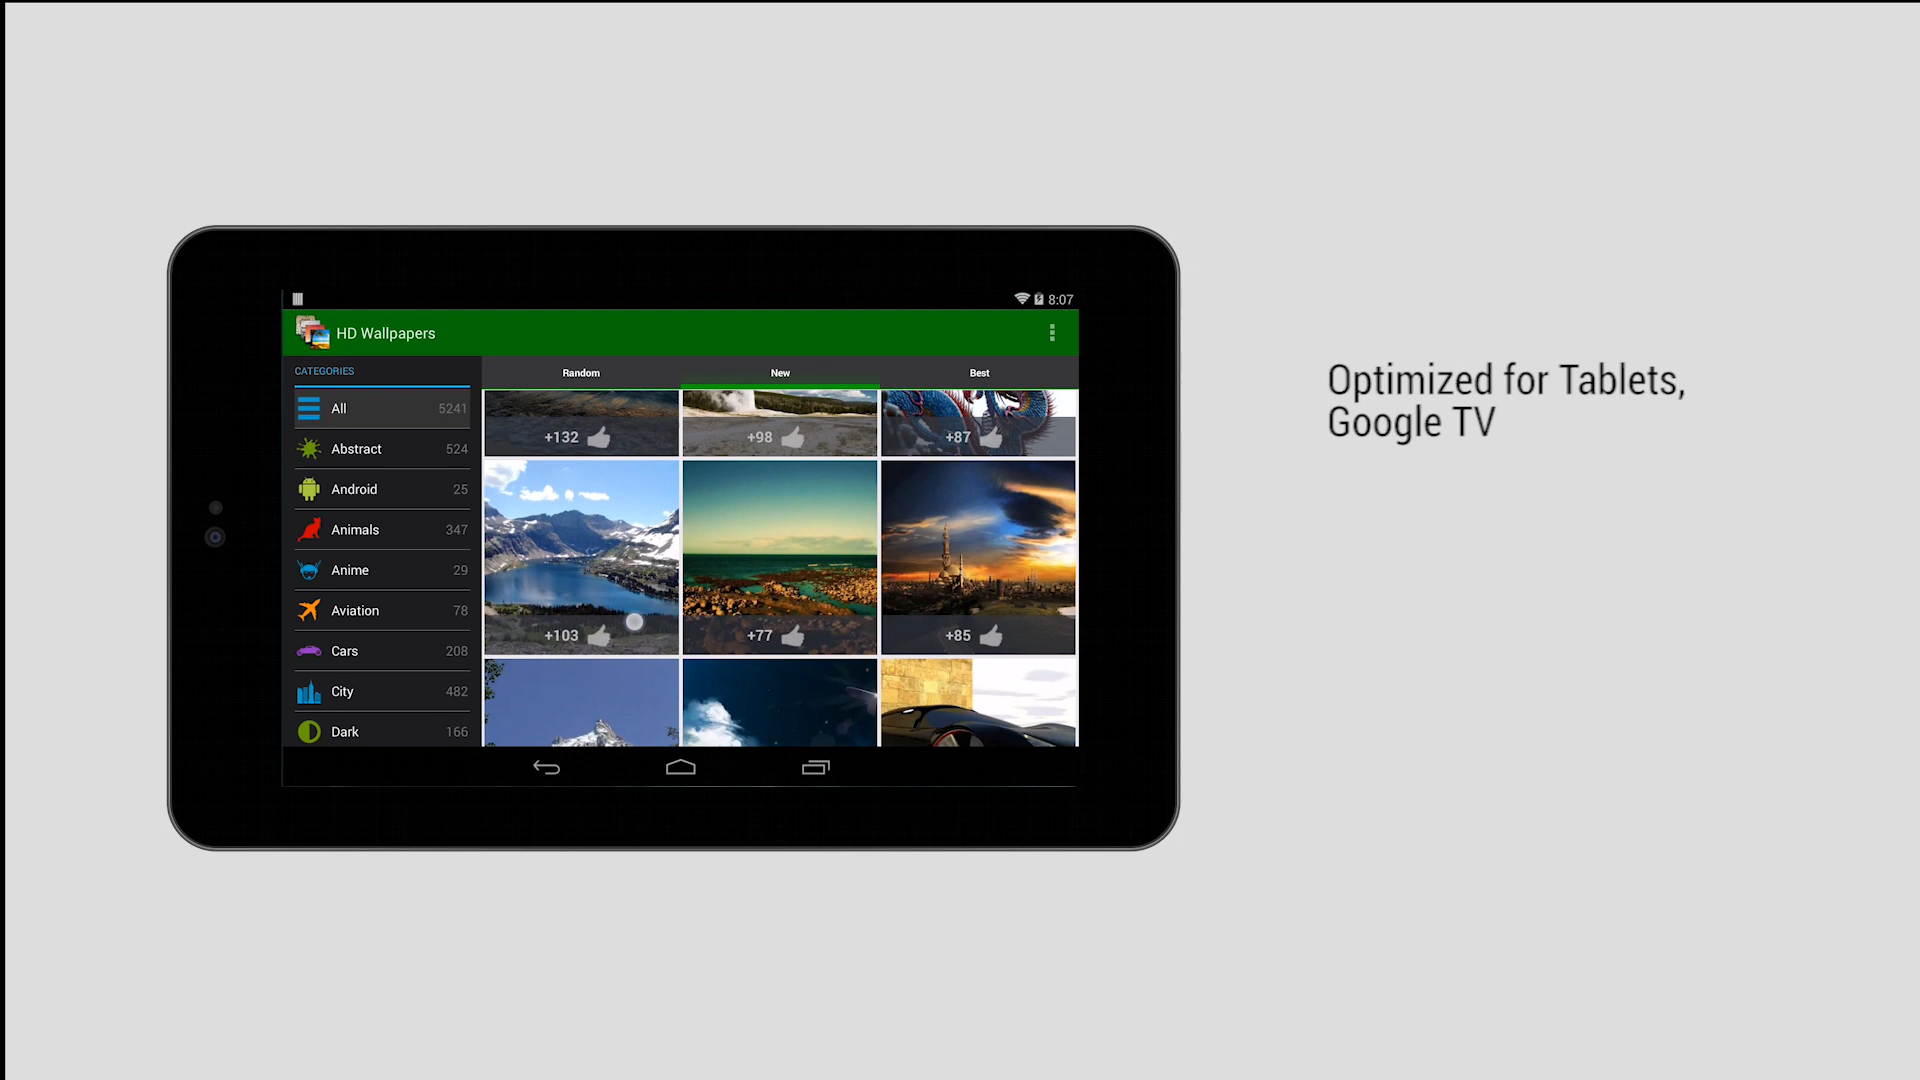 8:07
HD Wallpapers
CATEGORIES
All 5241
Abstract 524
Android 25
Animals 347
Anime 29
Aviation 78
Cars 208
City 482
Dark 166
Random New Best
+132 +98 +87
+103 +77 +85
Optimized for Tablets,
Google TV